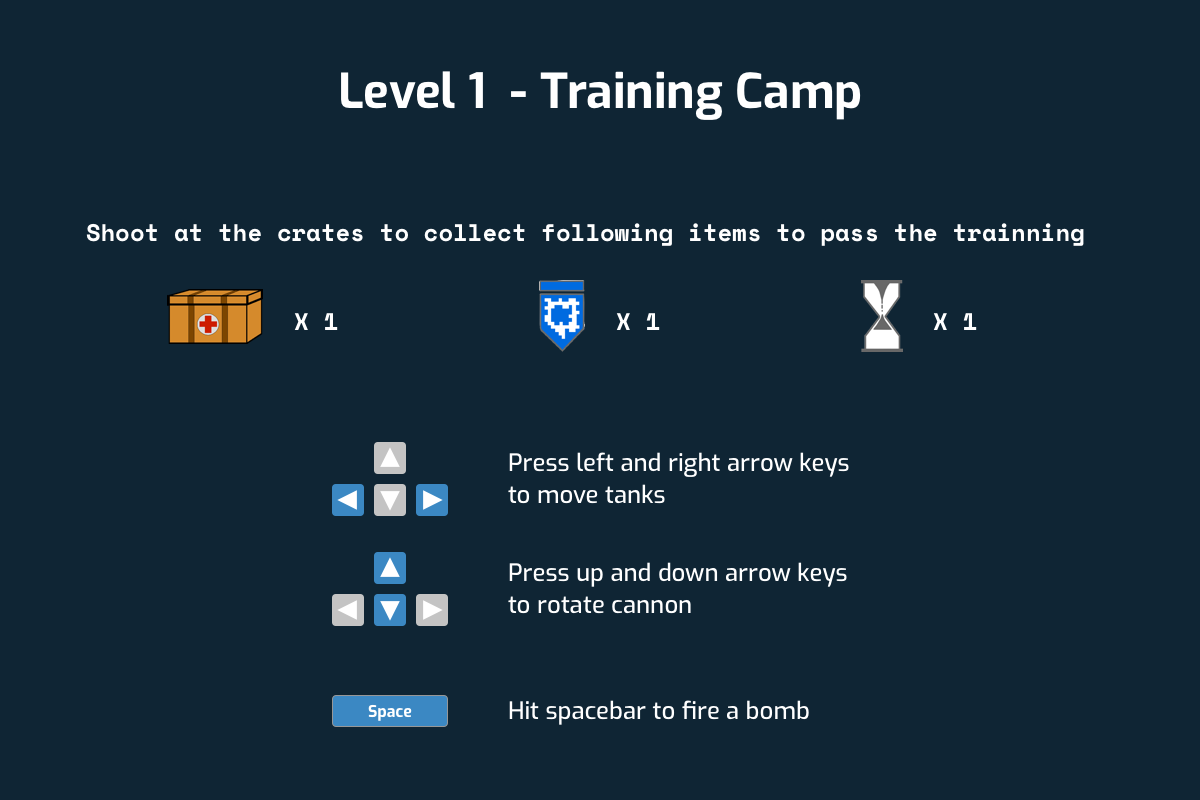 Level 1 - Training Camp
Shoot at the crates to collect following items to pass the trainning
X 1
X 1
X 1
Press left and right arrow keys
to move tanks
Press up and down arrow keys
to rotate cannon
Space
Hit spacebar to fire a bomb